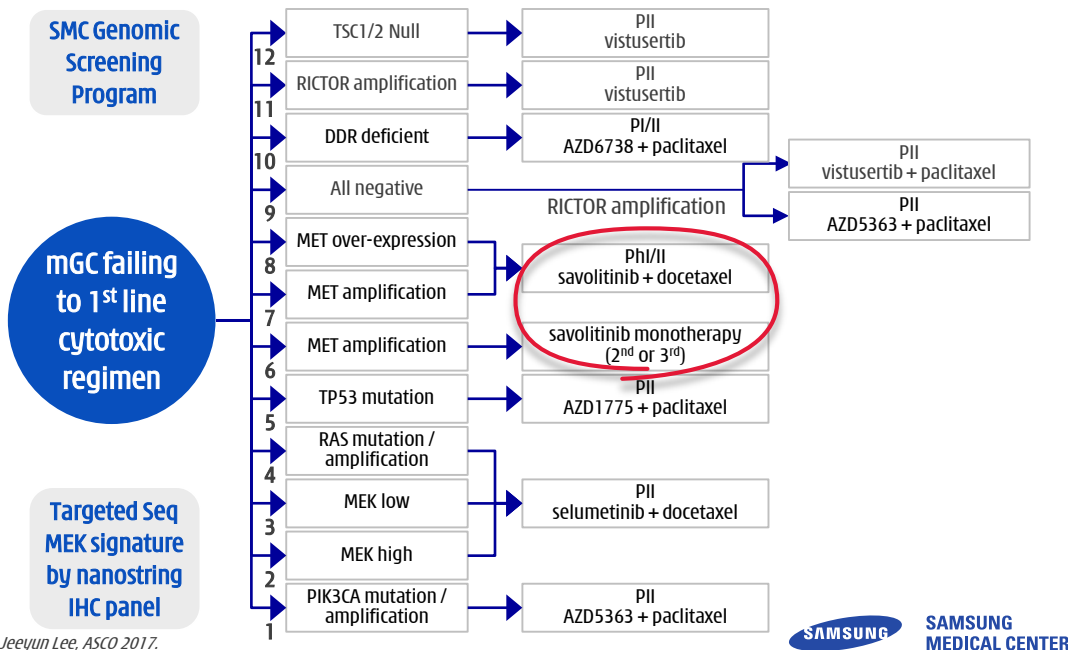 SMC Genomic
Screening
Program
mGC failing
to 1st line
cytotoxic
regimen
Targeted Seq
MEK signature
by nanostring
IHC panel
12
TSC1/2 Null
PII
vistusertib
11
RICTOR amplification
PII
vistusertib
10
DDR deficient
PI/II
AZD6738 + paclitaxel
9
All negative
RICTOR amplification
PII
vistusertib + paclitaxel
PII
AZD5363 + paclitaxel
8
MET over-expression
7
MET amplification
PhI/II
savolitinib + docetaxel
6
MET amplification
savolitinib monotherapy
(2nd or 3rd)
5
TP53 mutation
PII
AZD1775 + paclitaxel
4
RAS mutation /
amplification
3
MEK low
2
MEK high
PII
selumetinib + docetaxel
1
PIK3CA mutation /
amplification
PII
AZD5363 + paclitaxel
Jeeyun Lee, ASCO 2017.
SAMSUNG
SAMSUNG
MEDICAL CENTER